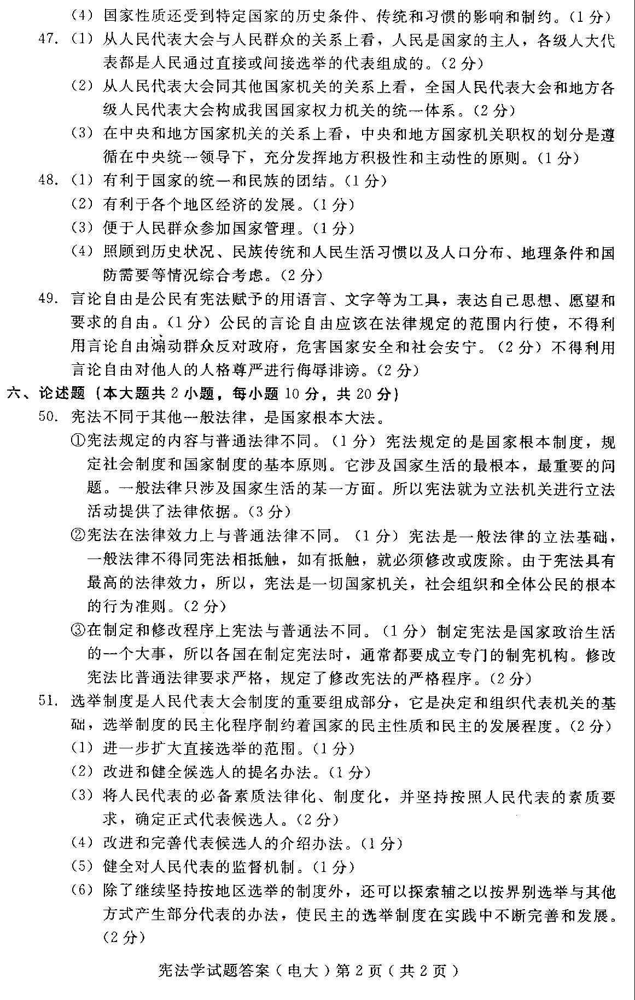 (4) 国家性质还受到特定国家的历史条件、传统和习惯的影响和制约。(1 分)
47. (1) 从人民代表大会与人民群众的关系上看，人民是国家的主人，各级人大代
表都是人民通过直接或间接选举的代表组成的。(2 分)
(2) 从人民代表大会同其他国家机关的关系上看，全国人民代表大会和地方各
级人民代表大会构成我国国家权力机关的统一体系。(2 分)
(3) 在中央和地方国家机关的关系上看，中央和地方国家机关职权的划分是遵
循在中央统一领导下，充分发挥地方积极性和主动性的原则。(1 分)
48. (1) 有利于国家的统一和民族的团结。(1 分)
(2) 有利于各个地区经济的发展。(1 分)
(3) 便于人民群众参加国家管理。(1 分)
(4) 照顾到历史状况、民族传统和人民生活习惯以及人口分布、地理条件和国
防需要等情况综合考虑。(2 分)
49. 言论自由是公民有宪法赋予的用语言、文字等为工具，表达自己思想、愿望和
要求的自由。(1 分) 公民的言论自由应该在法律规定的范围内行使，不得利
用言论自由煽动群众反对政府，危害国家安全和社会安宁。(2 分) 不得利用
言论自由对他人的人格尊严进行侮辱诽谤。(2 分)
六、论述题 (本大题共 2 小题，每小题 10 分，共 20 分)
50. 宪法不同于其他一般法律，是国家根本大法。
①宪法规定的内容与普通法律不同。(1 分) 宪法规定的是国家根本制度，规
定社会制度和国家制度的基本原则。它涉及国家生活的最根本，最重要的问
题。一般法律只涉及国家生活的某一方面。所以宪法就为立法机关进行立法
活动提供了法律依据。(3 分)
②宪法在法律效力上与普通法律不同。(1 分) 宪法是一般法律的立法基础，
一般法律不得同宪法相抵触，如有抵触，就必须修改或废除。由于宪法具有
最高的法律效力，所以，宪法是一切国家机关，社会组织和全体公民的根本
的行为准则。(2 分)
③在制定和修改程序上宪法与普通法不同。(1 分) 制定宪法是国家政治生活
的一个大事，所以各国在制定宪法时，通常都要成立专门的制宪机构。修改
宪法比普通法律要求严格，规定了修改宪法的严格程序。(2 分)
51. 选举制度是人民代表大会制度的重要组成部分，它是决定和组织代表机关的基
础，选举制度的民主化程序制约着国家的民主性质和民主的发展程度。(2 分)
(1) 进一步扩大直接选举的范围。(1 分)
(2) 改进和健全候选人的提名办法。(1 分)
(3) 将人民代表的必备素质法律化、制度化，并坚持按照人民代表的素质要
求，确定正式代表候选人。(2 分)
(4) 改进和完善代表候选人的介绍办法。(1 分)
(5) 健全对人民代表的监督机制。(1 分)
(6) 除了继续坚持按地区选举的制度外，还可以探索辅之以按界别选举与其他
方式产生部分代表的办法，使民主的选举制度在实践中不断完善和发展。
(2 分)
宪法学试题答案 ( 电大 ) 第 2 页 ( 共 2 页 )